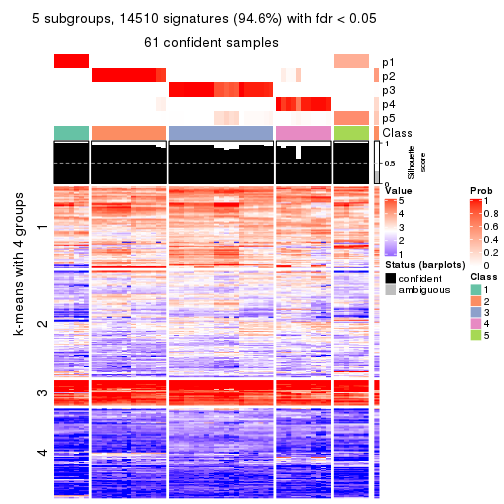 5 subgroups, 14510 signatures (94.6%) with fdr < 0.05
61 confident samples
p1
p2
p3
p4
p5
Class
1
0.5
0
Silhouette
score
k-means with 4 groups
1
2
3
4
Value
5
4
3
2
1
Status (barplots)
confident
ambiguous
Prob
1
0.8
0.6
0.4
0.2
0
Class
1
2
3
4
5